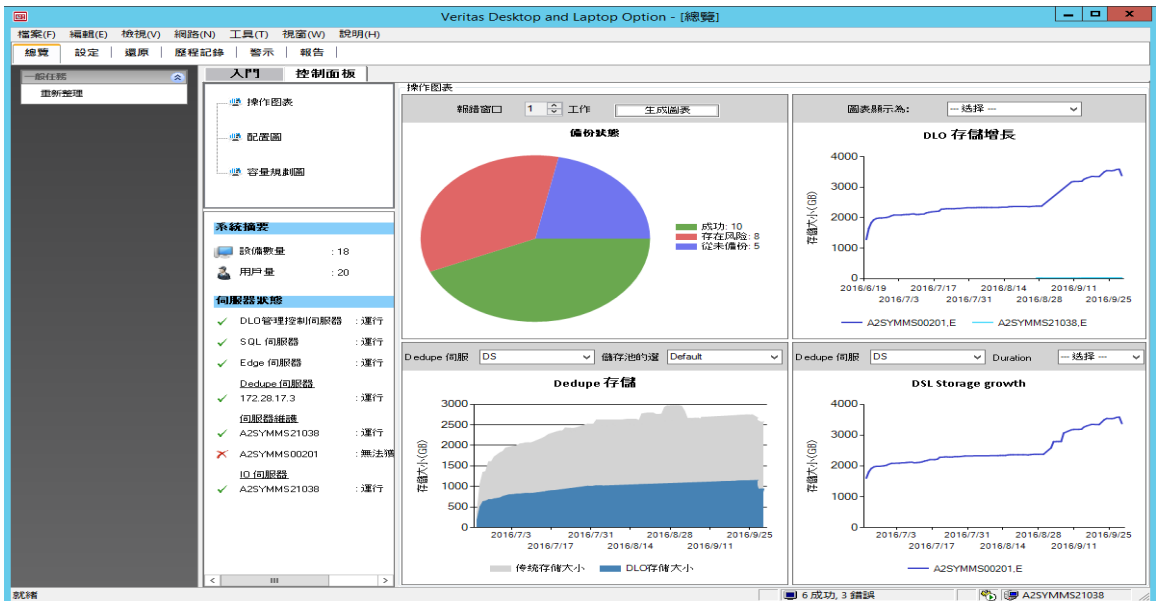 Veritas Desktop and Laptop Option - [總覽]
檔案(F) 編輯(E) 檢視(V) 網路(N) 工具(T) 視窗(W) 說明(H)
總覽 設定 還原 歷程記錄 警示 報告
一般任務
重新整理
入門 控制面板
操作图表
配置圖
容量規劃圖
系統摘要
設備數量 : 18
用戶量 : 20
伺服器狀態
DLO管理控制伺服器 : 運行
SQL 伺服器 : 運行
Edge 伺服器 : 運行
Dedupe 伺服器
172.28.17.3 : 運行
伺服器維護
A2SYMMS21038 : 運行
A2SYMMS00201 : 無法獲
IO 伺服器
A2SYMMS21038 : 運行
操作图表
報錯窗口 1 工作 生成圖表
備份狀態
成功: 10
存在风险: 8
從未備份: 5
圖表顯示為: -- 选择 --
DLO 存儲增長
存儲大小(GB)
4000
3000
2000
1000
0
2016/6/19 2016/7/17 2016/8/14 2016/9/11
2016/7/3 2016/7/31 2016/8/28 2016/9/25
A2SYMMS00201,E A2SYMMS21038,E
Dedupe 伺服 DS 儲存池的選 Default
Dedupe 存儲
存儲大小(GB)
3000
2500
2000
1500
1000
500
0
2016/7/3 2016/7/31 2016/8/28 2016/9/25
2016/7/17 2016/8/14 2016/9/11
传统存储大小 DLO存储大小
Dedupe 伺服 DS Duration -- 选择 --
DSL Storage growth
存儲大小(GB)
4000
3000
2000
1000
0
2016/7/3 2016/7/31 2016/8/28 2016/9/25
2016/7/17 2016/8/14 2016/9/11
A2SYMMS00201,E
就緒
6 成功, 3 錯誤
A2SYMMS21038